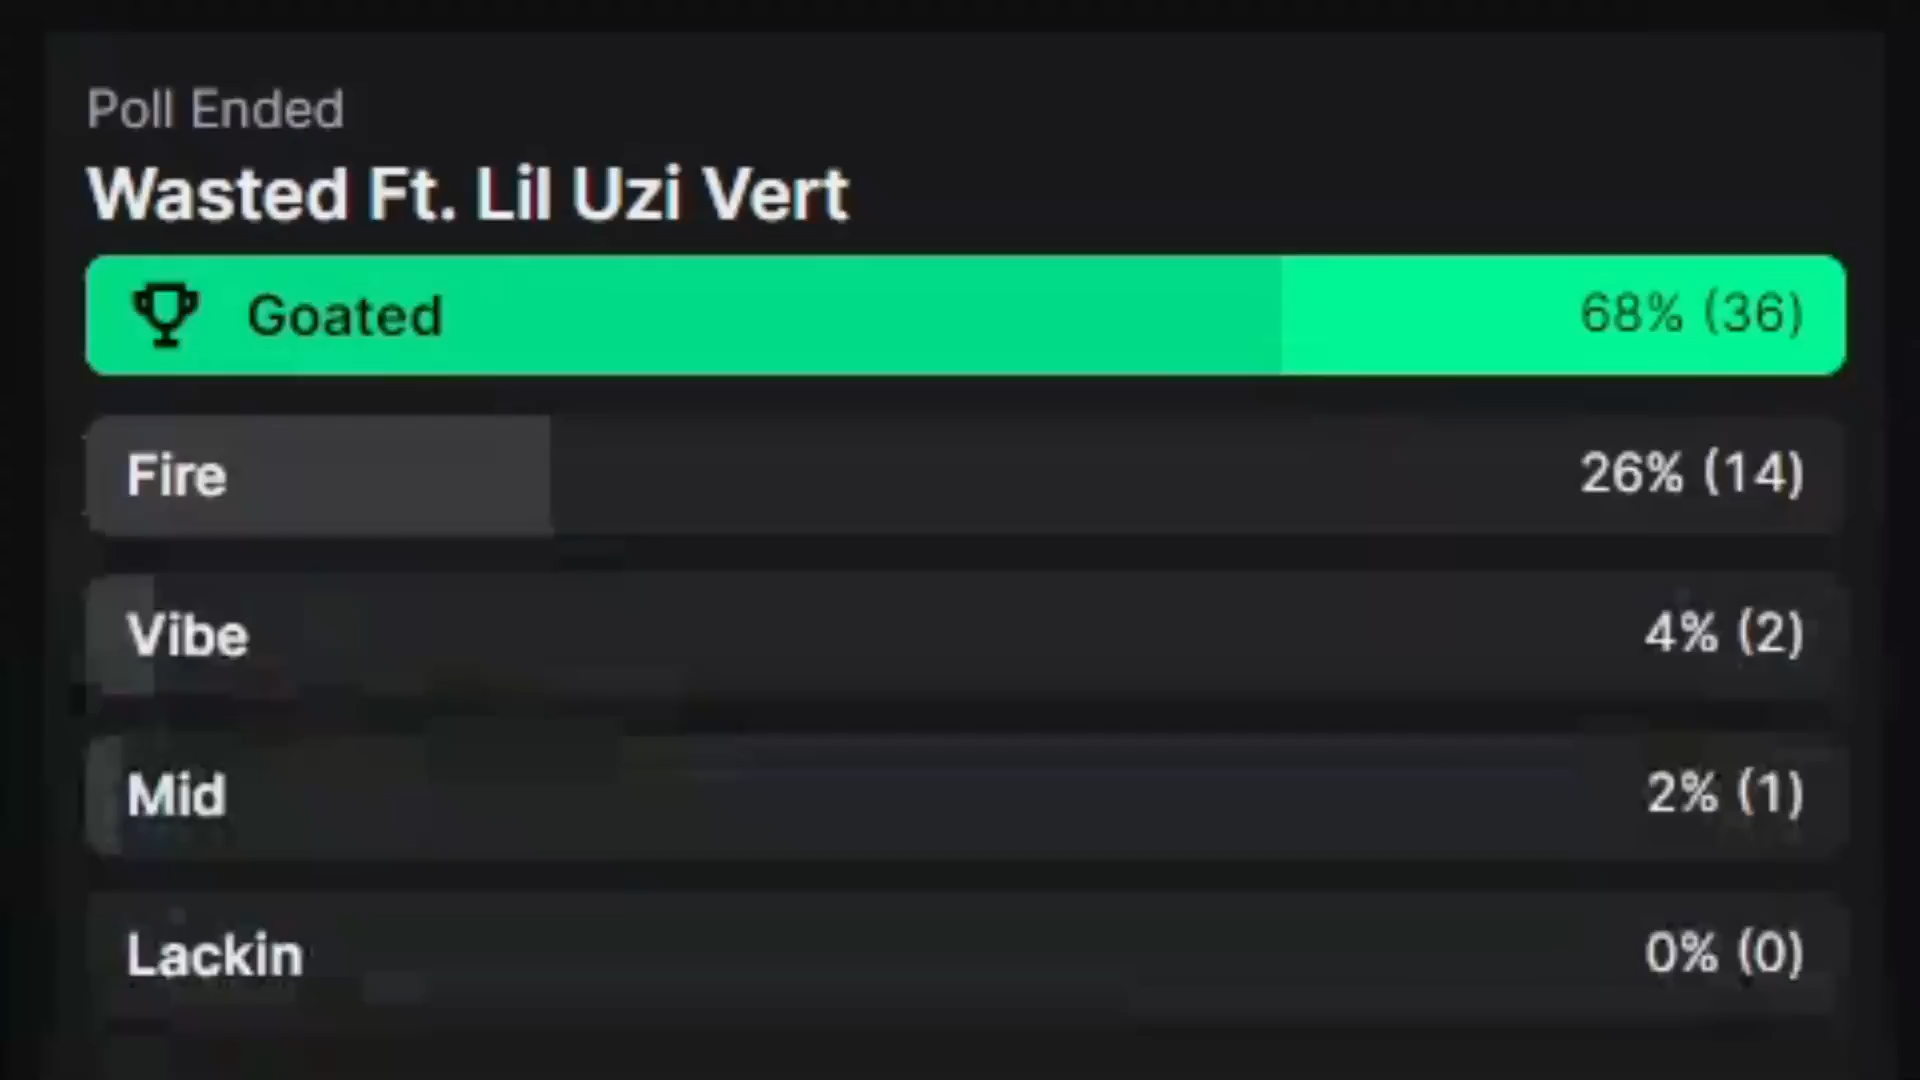 Poll Ended
Wasted Ft. Lil Uzi Vert
Goated 68% (36)
Fire 26% (14)
Vibe 4% (2)
Mid 2% (1)
Lackin 0% (0)